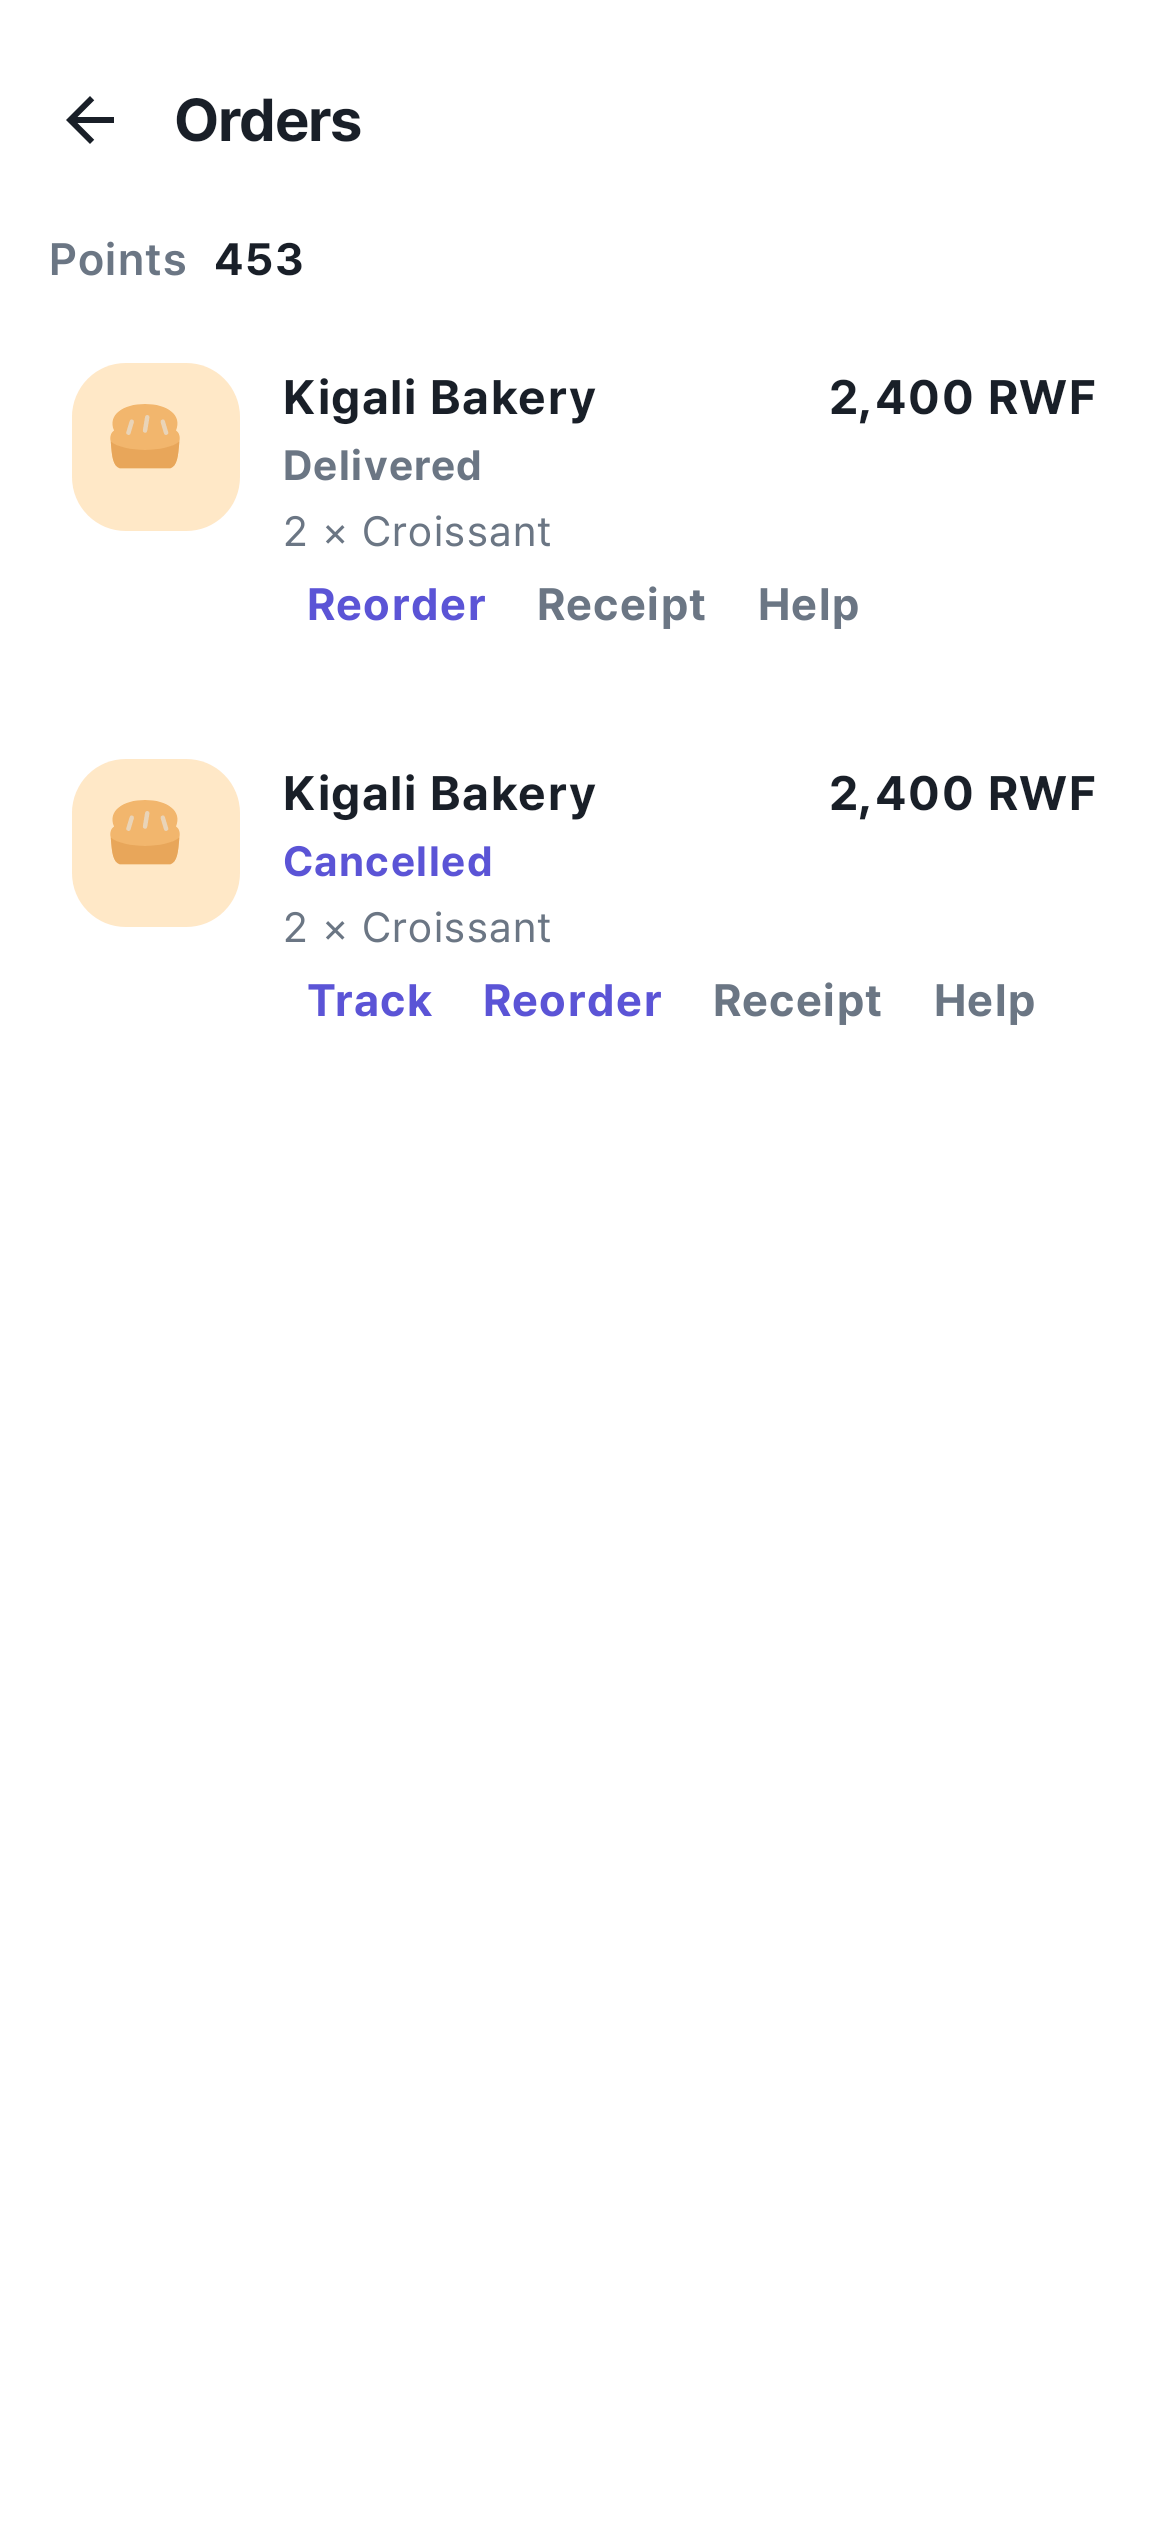 Orders
Points 453
Kigali Bakery 2,400 RWF
Delivered
2 × Croissant
Reorder Receipt Help
Kigali Bakery 2,400 RWF
Cancelled
2 × Croissant
Track Reorder Receipt Help